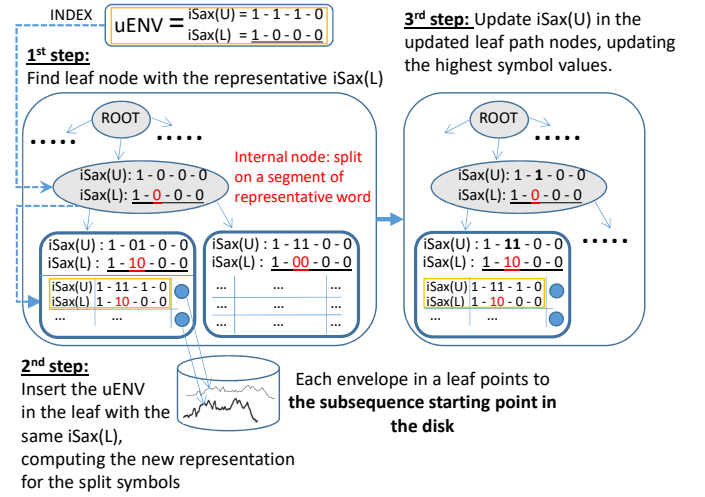 INDEX
uENV =
iSax(U) = 1 - 1 - 1 - 0
iSax(L) = 1 - 0 - 0 - 0
1st step:
Find leaf node with the representative iSax(L)
3rd step: Update iSax(U) in the
updated leaf path nodes, updating
the highest symbol values.
ROOT
.....
.....
iSax(U): 1 - 0 - 0 - 0
iSax(L): 1 - 0 - 0 - 0
Internal node: split
on a segment of
representative word
iSax(U) : 1 - 01 - 0 - 0
iSax(L) : 1 - 10 - 0 - 0
iSax(U) 1 - 11 - 1 - 0
iSax(L) 1 - 10 - 0 - 0
... ...
iSax(U) : 1 - 11 - 0 - 0
iSax(L) : 1 - 00 - 0 - 0
... ... ...
... ... ...
... ... ...
ROOT
.....
.....
iSax(U): 1 - 1 - 0 - 0
iSax(L): 1 - 0 - 0 - 0
.....
iSax(U) : 1 - 11 - 0 - 0
iSax(L) : 1 - 10 - 0 - 0
iSax(U) 1 - 11 - 1 - 0
iSax(L) 1 - 10 - 0 - 0
... ...
2nd step:
Insert the uENV
in the leaf with the
same iSax(L),
computing the new representation
for the split symbols
Each envelope in a leaf points to
the subsequence starting point in
the disk